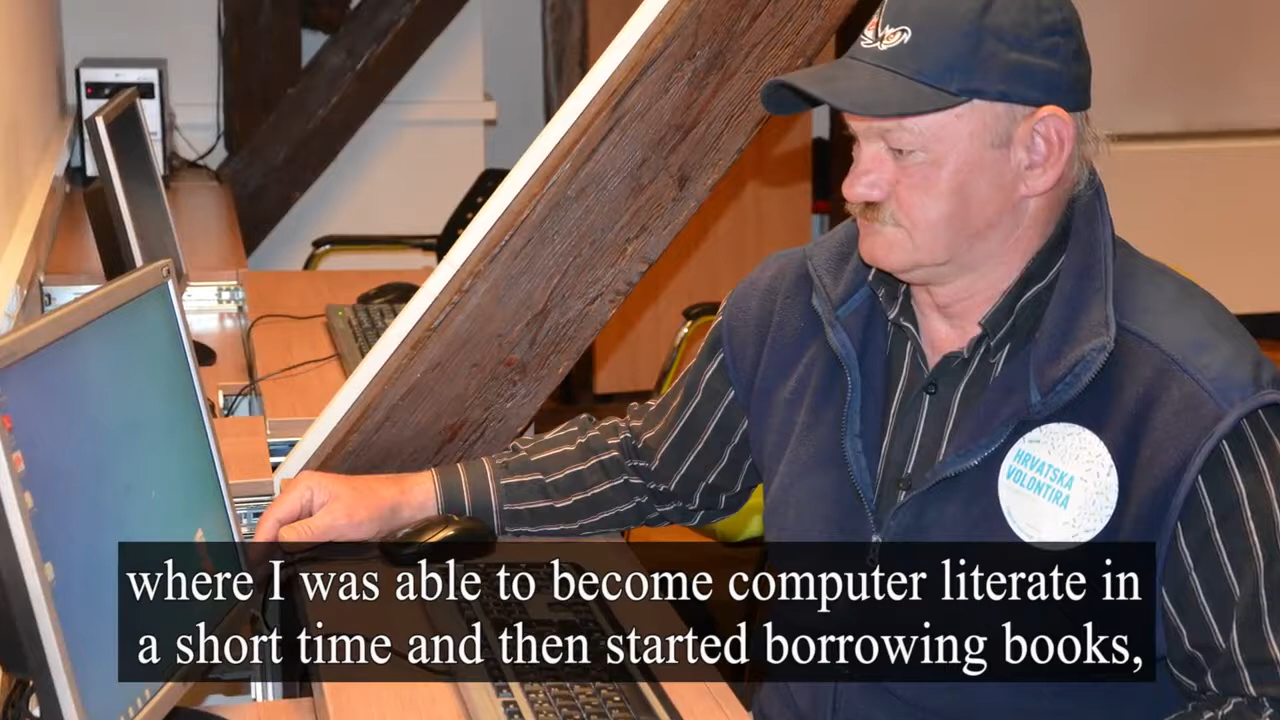 HRVATSKA
VOLONTIRA
where I was able to become computer literate in
a short time and then started borrowing books,